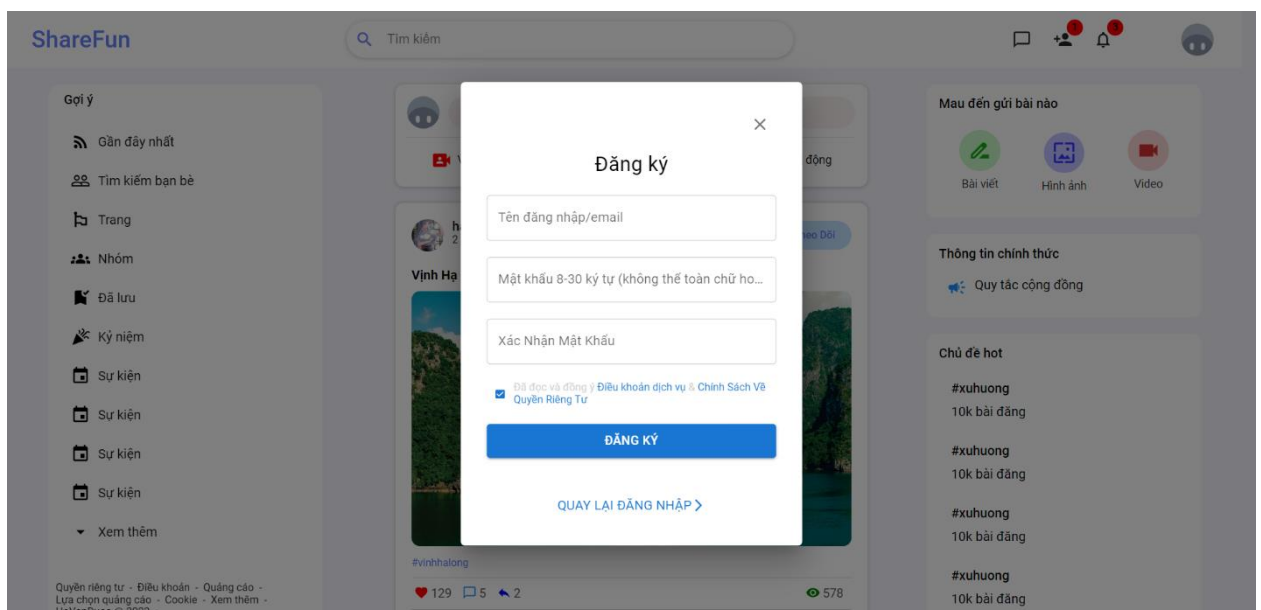 ShareFun
Tìm kiếm
1
3
Gợi ý
Gần đây nhất
Tìm kiếm bạn bè
Trang
Nhóm
Đã lưu
Kỷ niệm
Sự kiện
Sự kiện
Sự kiện
Sự kiện
Xem thêm
Quyền riêng tư - Điều khoản - Quảng cáo -
Lựa chọn quảng cáo - Cookie - Xem thêm -
động
2
heo Dõi
Vịnh Hạ
Đăng ký
Tên đăng nhập/email
Mật khẩu 8-30 ký tự (không thể toàn chữ ho...
Xác Nhận Mật Khẩu
Đã đọc và đồng ý Điều khoản dịch vụ & Chính Sách Về
Quyền Riêng Tư
ĐĂNG KÝ
QUAY LẠI ĐĂNG NHẬP
#vinhhalong
129 5 2 578
Mau đến gửi bài nào
Bài viết Hình ảnh Video
Thông tin chính thức
Quy tắc cộng đồng
Chủ đề hot
#xuhuong
10k bài đăng
#xuhuong
10k bài đăng
#xuhuong
10k bài đăng
#xuhuong
10k bài đăng